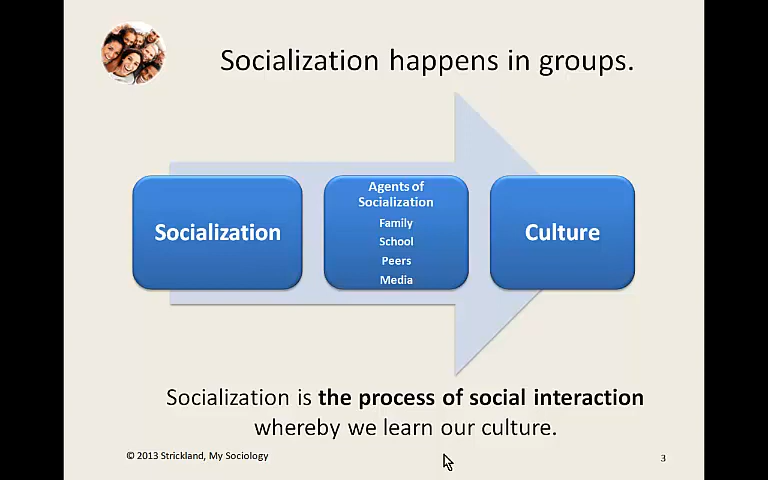 Socialization happens in groups.
Socialization
Agents of
Socialization
Family
School
Peers
Media
Culture
Socialization is the process of social interaction
whereby we learn our culture.
© 2013 Strickland, My Sociology
3